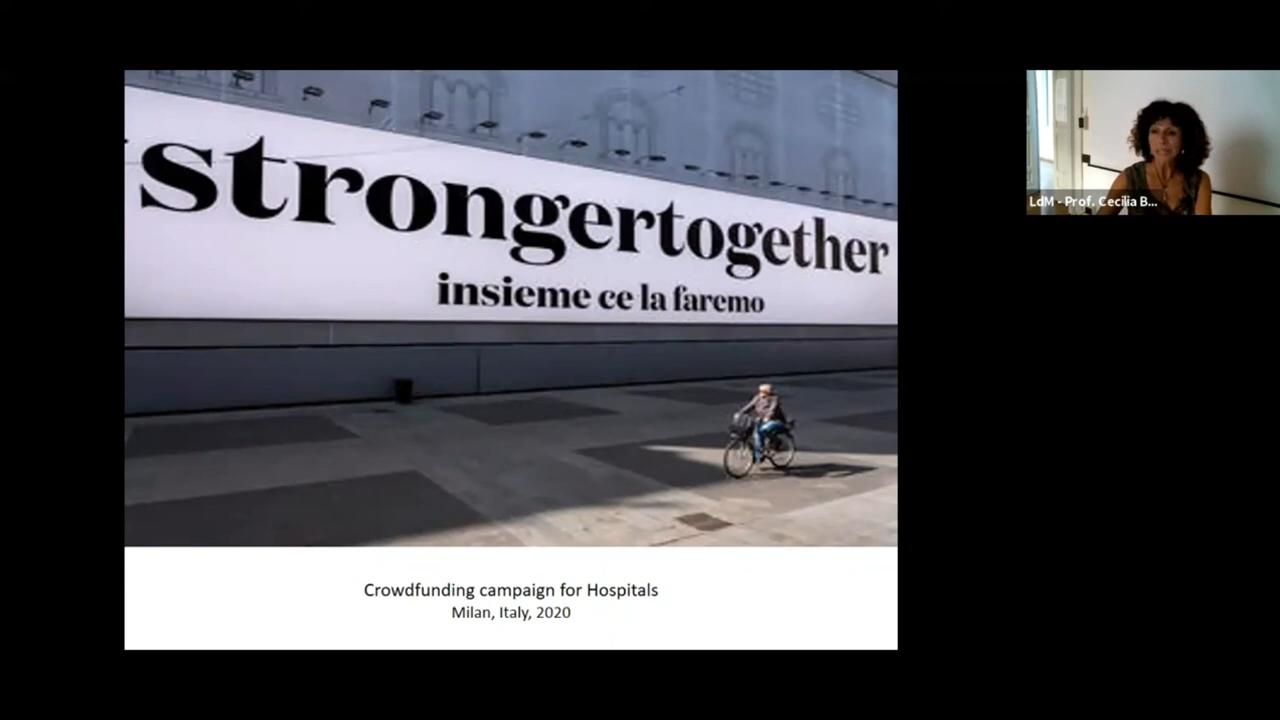 strongertogether
insieme ce la faremo
Crowdfunding campaign for Hospitals
Milan, Italy, 2020
LdM - Prof. Cecilia B...